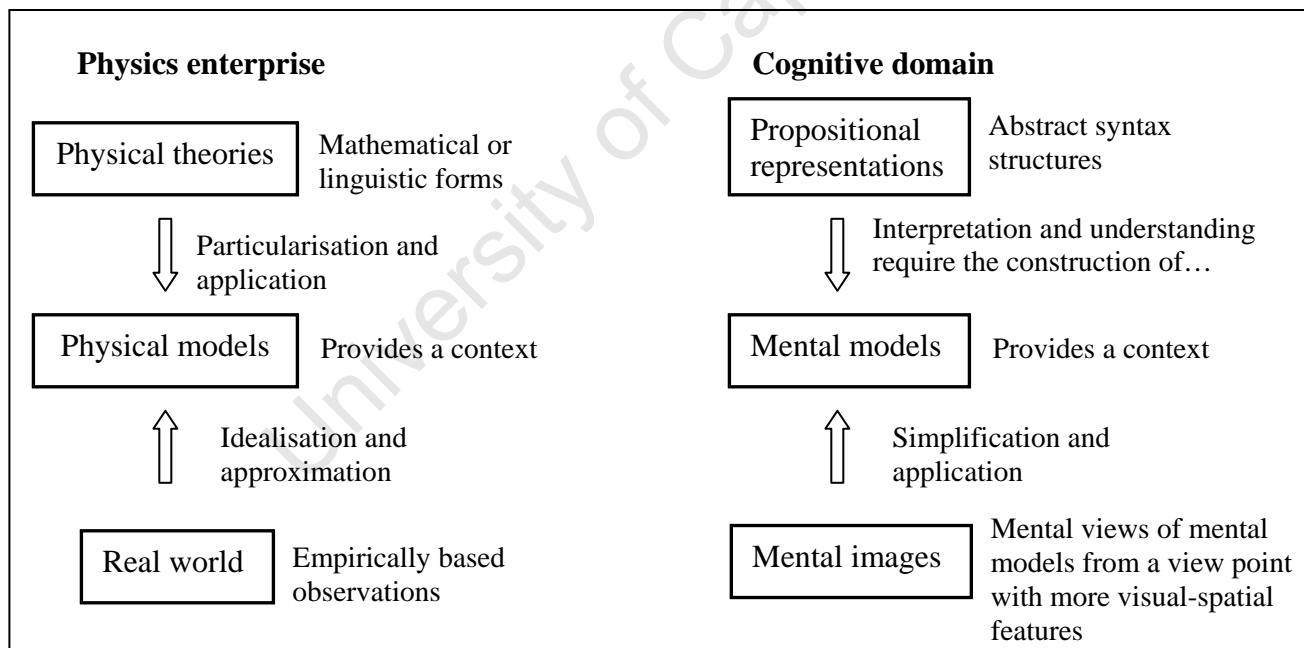 Physics enterprise
Physical theories
Mathematical or
linguistic forms
Particularisation and
application
Physical models
Provides a context
Idealisation and
approximation
Real world
Empirically based
observations
Cognitive domain
Propositional
representations
Abstract syntax
structures
Interpretation and understanding
require the construction of…
Mental models
Provides a context
Simplification and
application
Mental images
Mental views of mental
models from a view point
with more visual-spatial
features
University of Ca